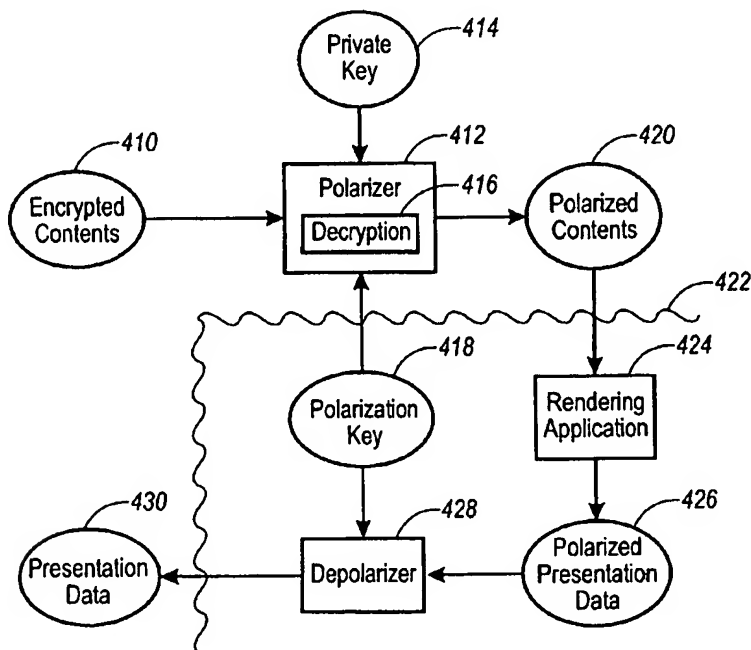 Private
Key
414
410
412
420
Encrypted
Contents
Polarizer
416
Decryption
Polarized
Contents
422
418
424
Polarization
Key
Rendering
Application
430
428
426
Presentation
Data
Depolarizer
Polarized
Presentation
Data